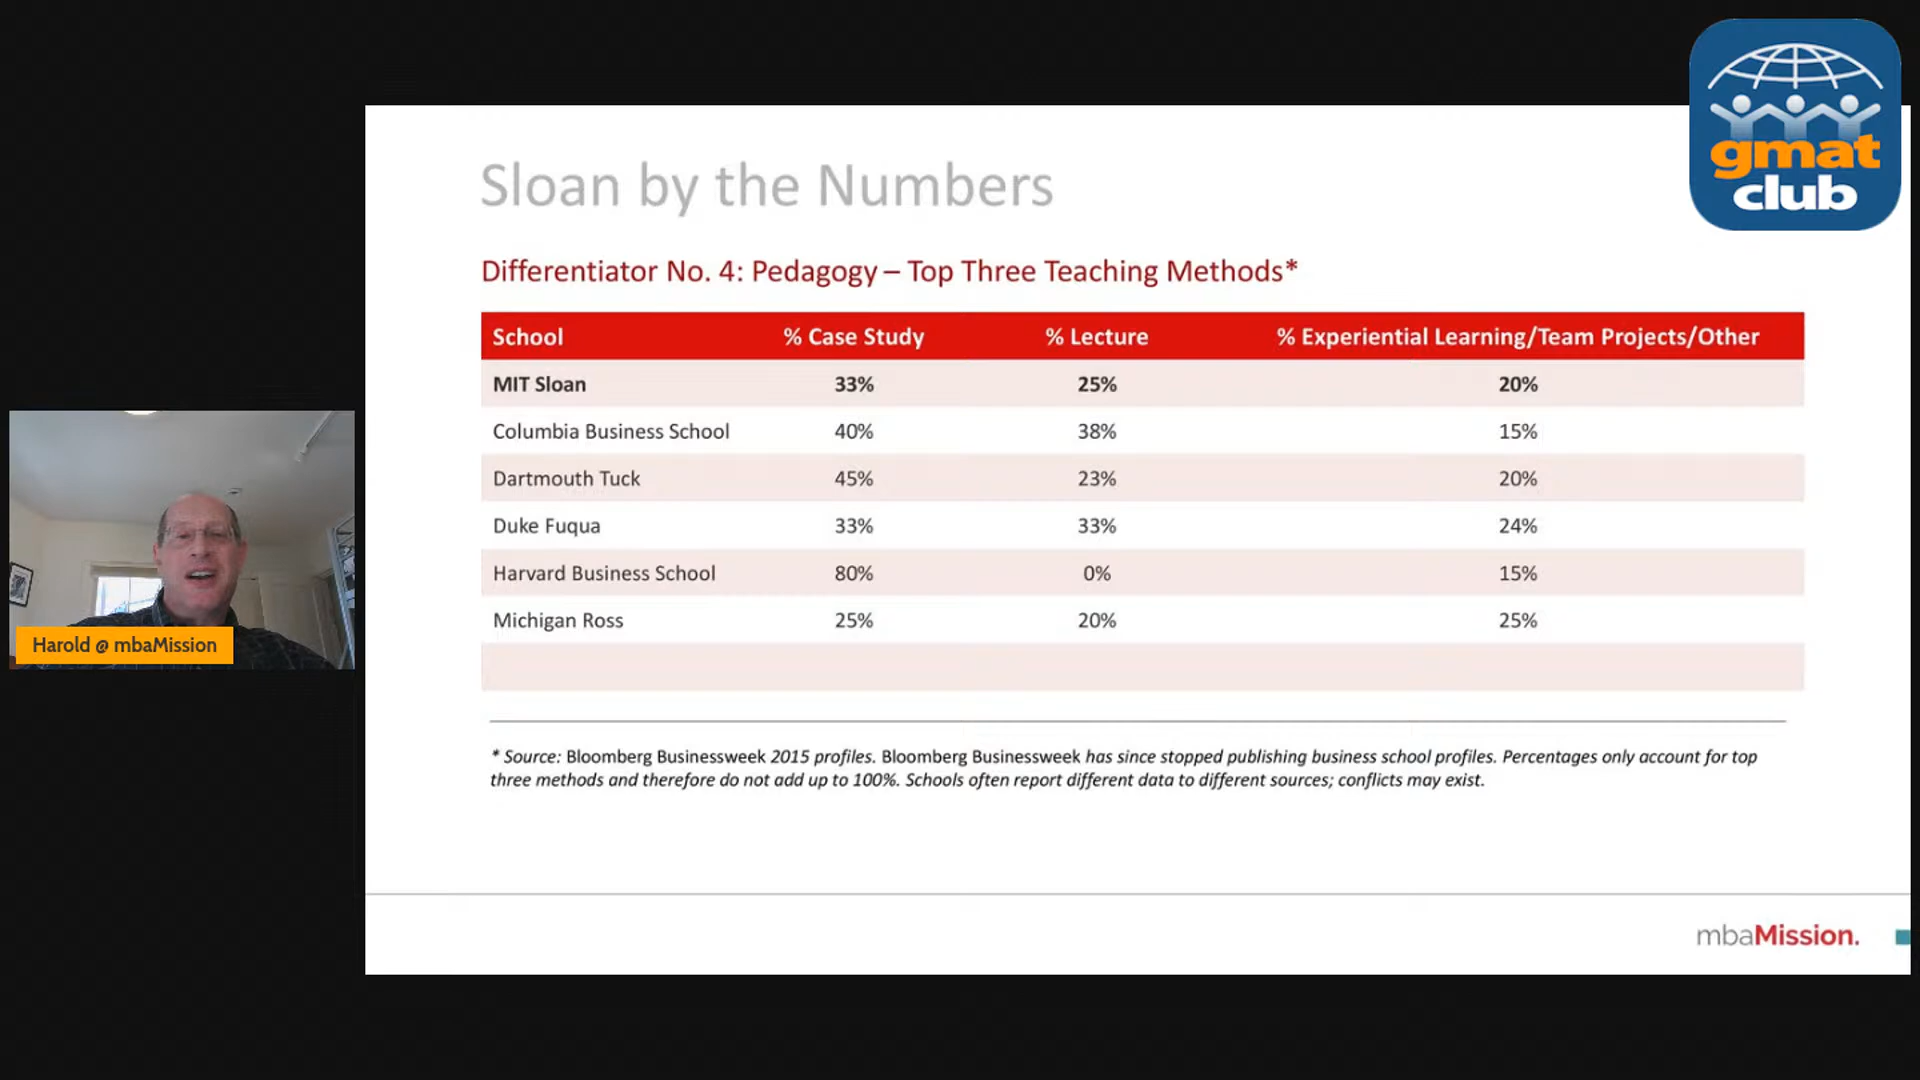 gmat
club
Sloan by the Numbers
Differentiator No. 4: Pedagogy – Top Three Teaching Methods*
School % Case Study % Lecture % Experiential Learning/Team Projects/Other
MIT Sloan 33% 25% 20%
Columbia Business School 40% 38% 15%
Dartmouth Tuck 45% 23% 20%
Duke Fuqua 33% 33% 24%
Harvard Business School 80% 0% 15%
Michigan Ross 25% 20% 25%
Harold @ mbaMission
* Source: Bloomberg Businessweek 2015 profiles. Bloomberg Businessweek has since stopped publishing business school profiles. Percentages only account for top
three methods and therefore do not add up to 100%. Schools often report different data to different sources; conflicts may exist.
mbaMission.